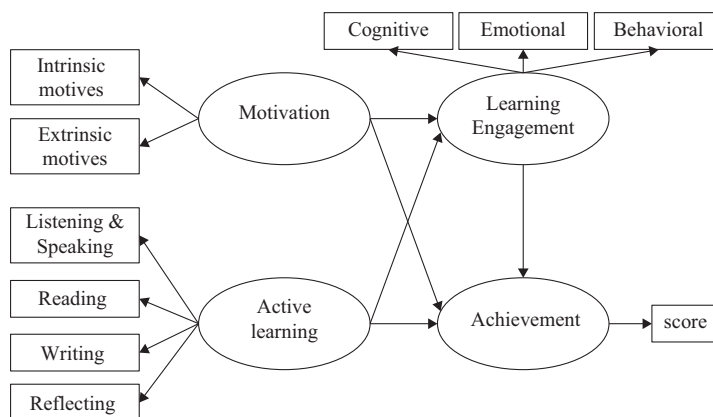 Cognitive
Emotional
Behavioral
Intrinsic
motives
Motivation
Learning
Engagement
Extrinsic
motives
Listening &
Speaking
Reading
Active
learning
Achievement
score
Writing
Reflecting